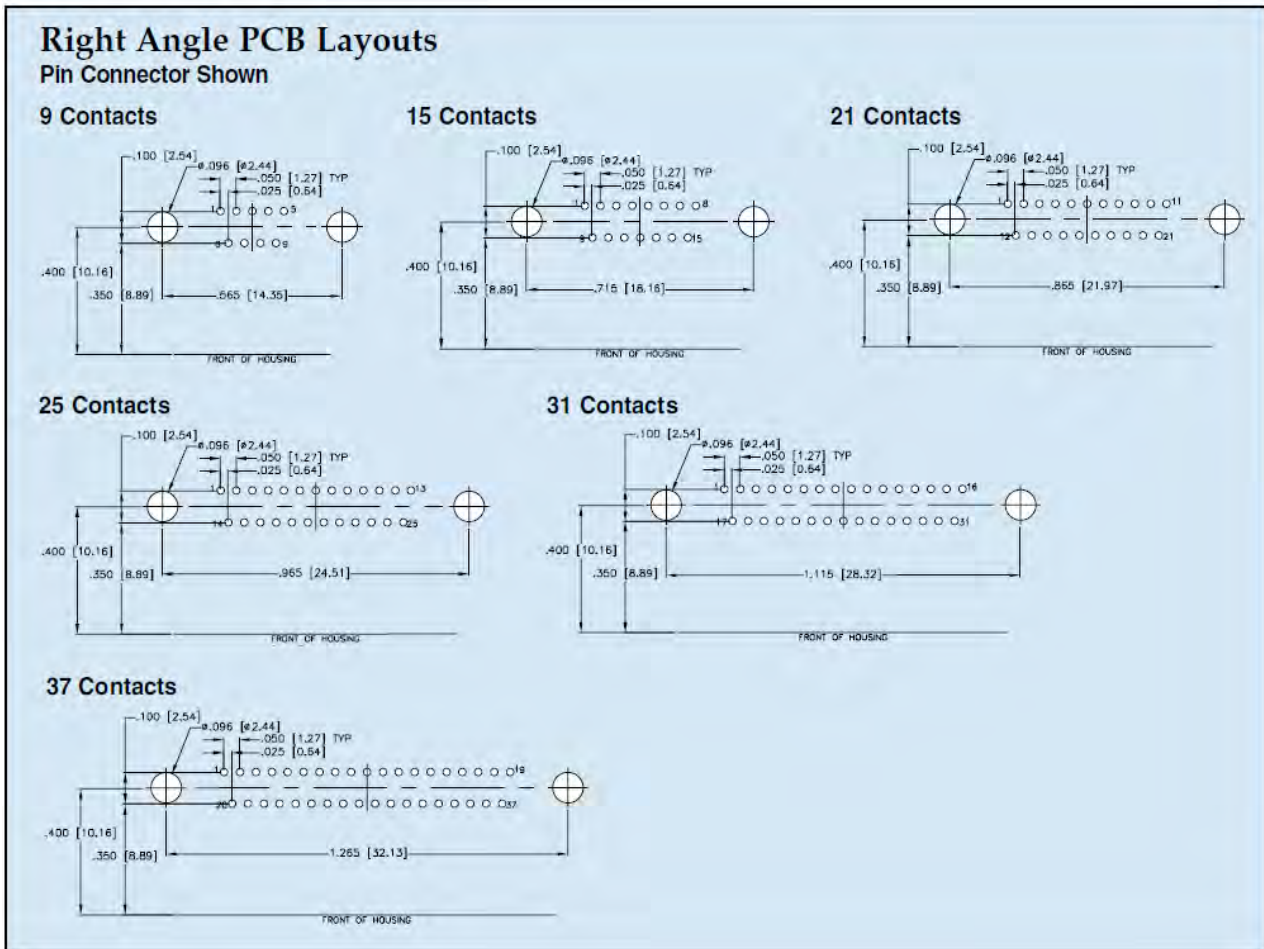 Right Angle PCB Layouts
Pin Connector Shown
9 Contacts
.100 [2.54]
ø.096 [ø2.44]
.050 [1.27] TYP
.025 [0.64]
1
5
6
9
.400 [10.16]
.350 [8.89]
.565 [14.35]
FRONT OF HOUSING
15 Contacts
.100 [2.54]
ø.096 [ø2.44]
.050 [1.27] TYP
.025 [0.64]
1
8
9
15
.400 [10.16]
.350 [8.89]
.715 [18.16]
FRONT OF HOUSING
21 Contacts
.100 [2.54]
ø.096 [ø2.44]
.050 [1.27] TYP
.025 [0.64]
1
11
12
21
.400 [10.16]
.350 [8.89]
.865 [21.97]
FRONT OF HOUSING
25 Contacts
.100 [2.54]
ø.096 [ø2.44]
.050 [1.27] TYP
.025 [0.64]
1
13
14
25
.400 [10.16]
.350 [8.89]
.965 [24.51]
FRONT OF HOUSING
31 Contacts
.100 [2.54]
ø.096 [ø2.44]
.050 [1.27] TYP
.025 [0.64]
1
16
17
31
.400 [10.16]
.350 [8.89]
1.115 [28.32]
FRONT OF HOUSING
37 Contacts
.100 [2.54]
ø.096 [ø2.44]
.050 [1.27] TYP
.025 [0.64]
1
19
20
37
.400 [10.16]
.350 [8.89]
1.265 [32.13]
FRONT OF HOUSING